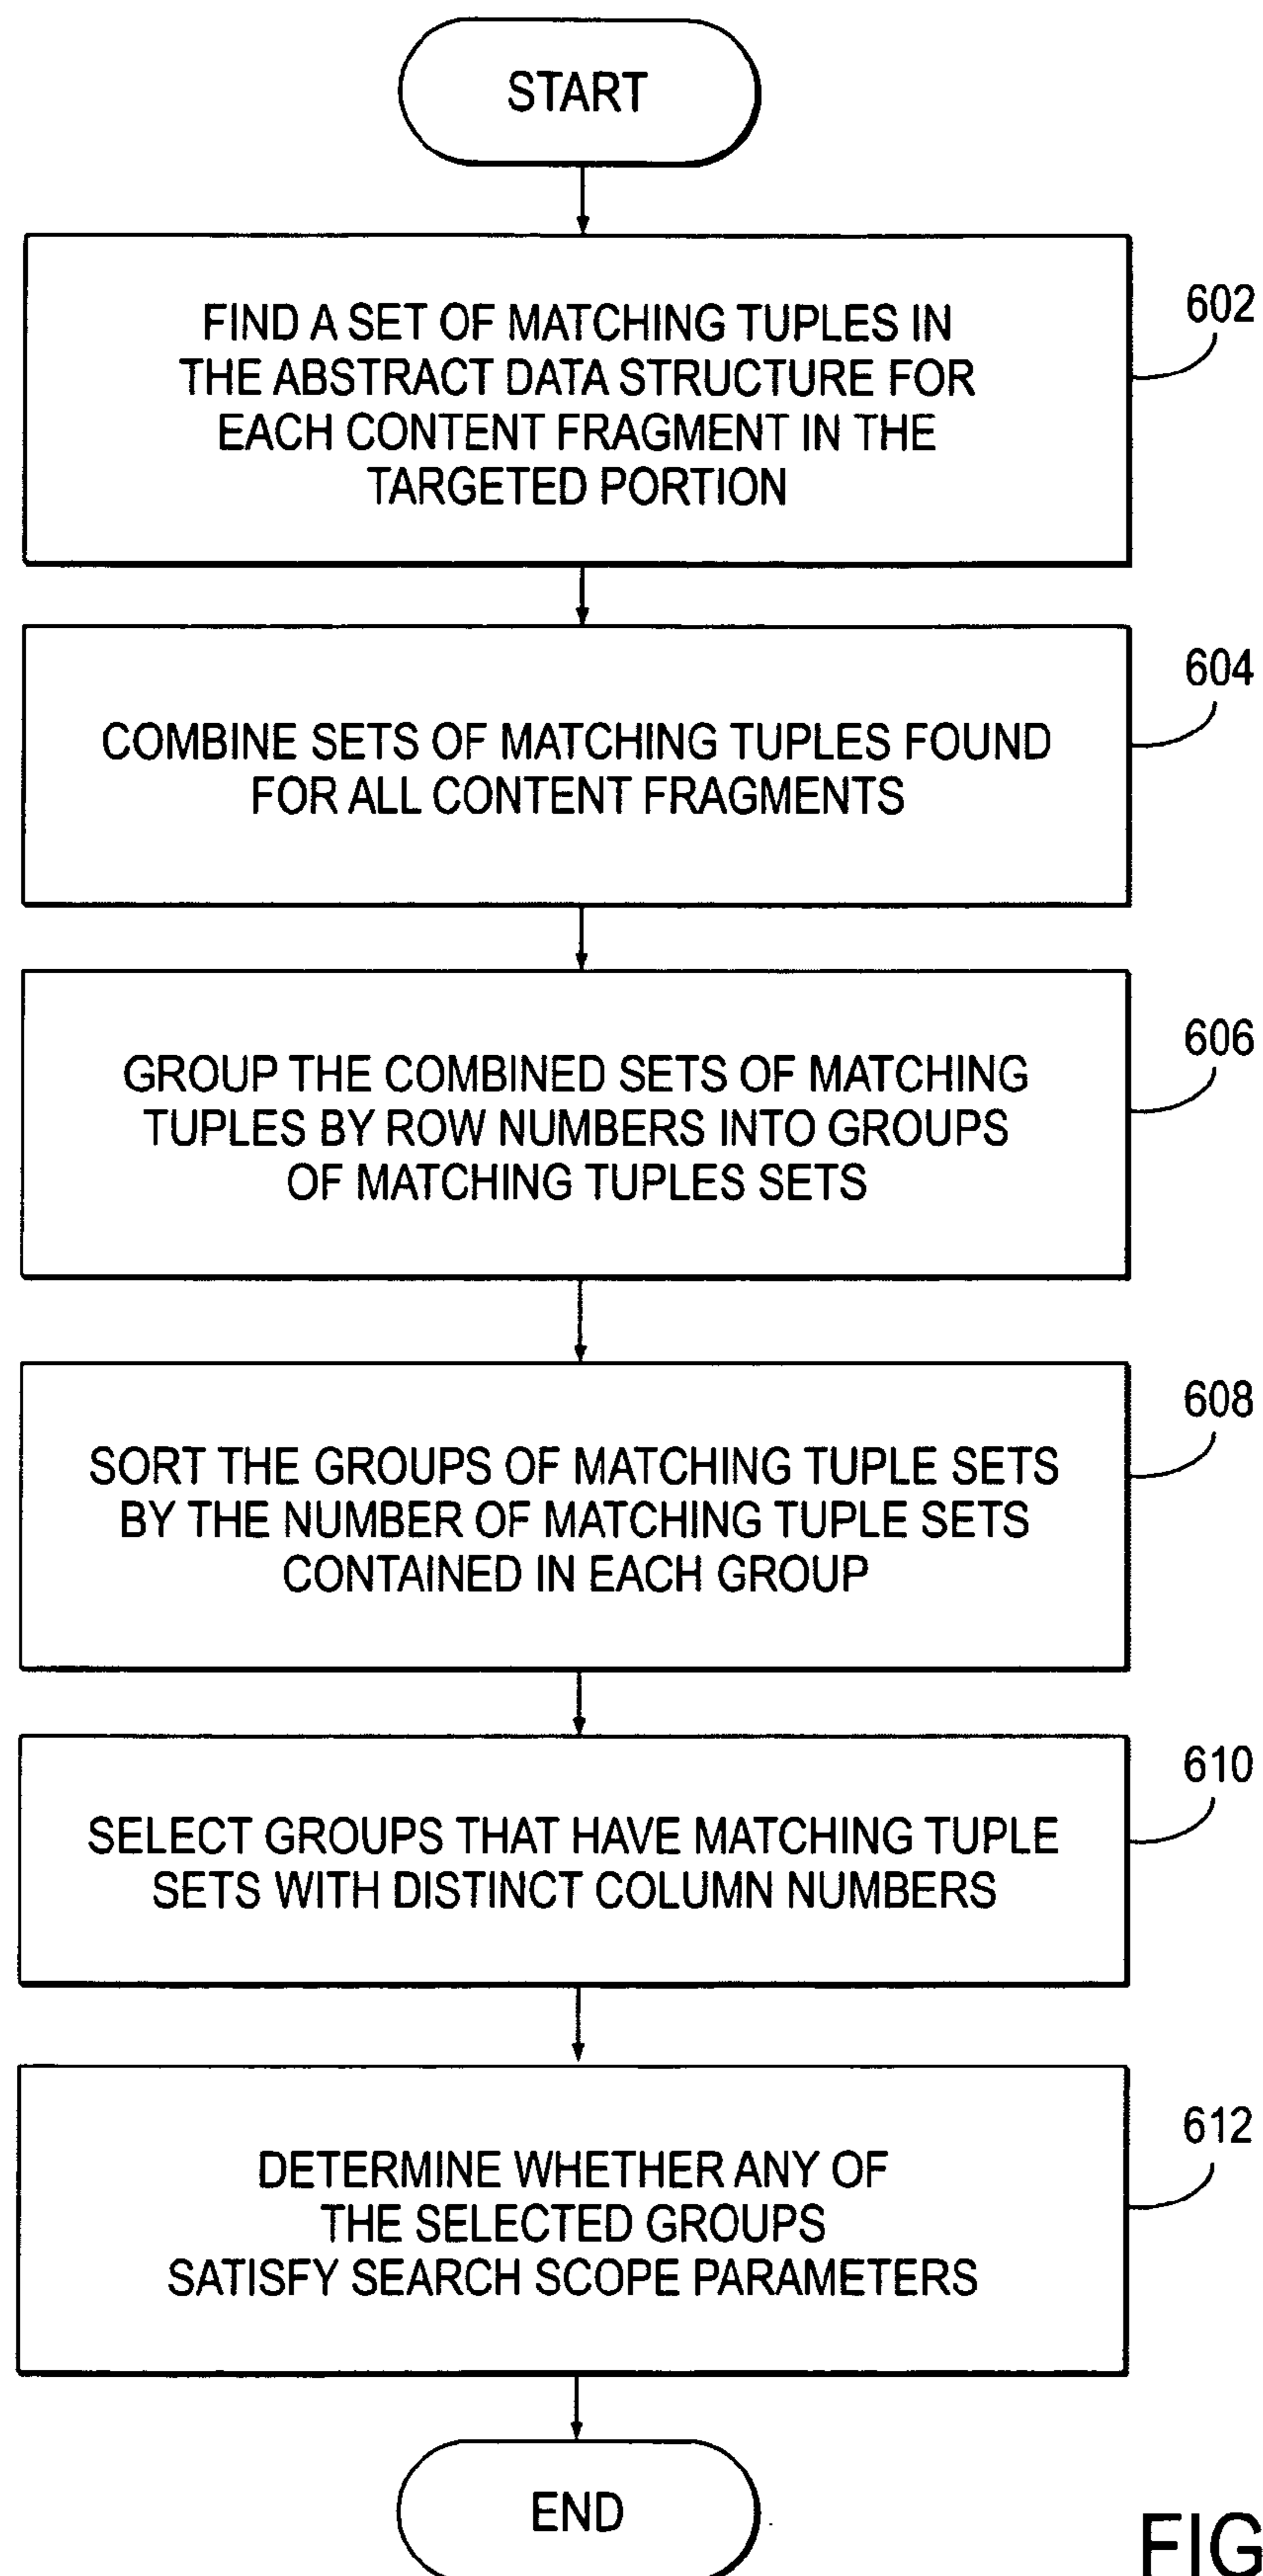 START
FIND A SET OF MATCHING TUPLES IN
THE ABSTRACT DATA STRUCTURE FOR
EACH CONTENT FRAGMENT IN THE
TARGETED PORTION
602
COMBINE SETS OF MATCHING TUPLES FOUND
FOR ALL CONTENT FRAGMENTS
604
GROUP THE COMBINED SETS OF MATCHING
TUPLES BY ROW NUMBERS INTO GROUPS
OF MATCHING TUPLES SETS
606
SORT THE GROUPS OF MATCHING TUPLE SETS
BY THE NUMBER OF MATCHING TUPLE SETS
CONTAINED IN EACH GROUP
608
SELECT GROUPS THAT HAVE MATCHING TUPLE
SETS WITH DISTINCT COLUMN NUMBERS
610
DETERMINE WHETHER ANY OF
THE SELECTED GROUPS
SATISFY SEARCH SCOPE PARAMETERS
612
END
FIG